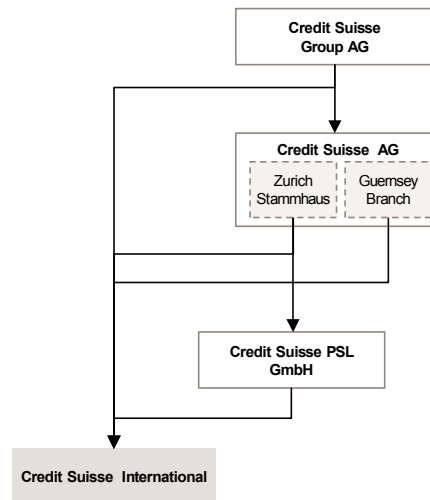 Credit Suisse
Group AG
Credit Suisse AG
Zurich
Stammhaus
Guernsey
Branch
Credit Suisse PSL
GmbH
Credit Suisse International